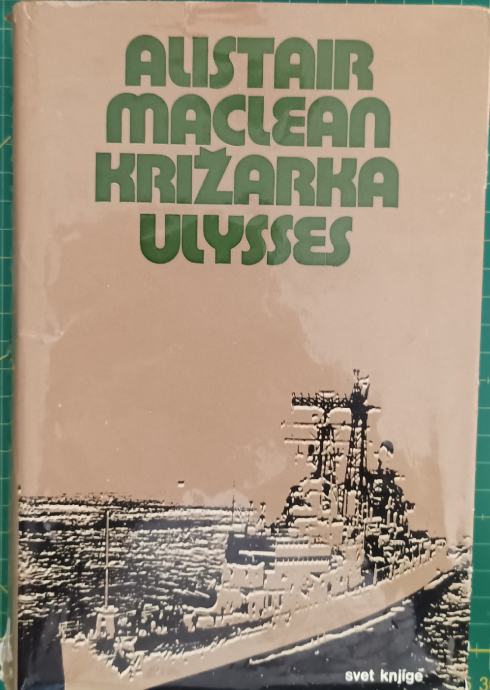 ALISTAIR
MACLEAN
KRIŽARKA
ULYSSES
svet knjige